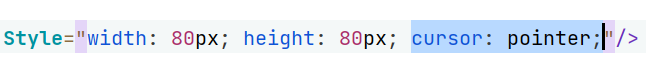 Style="width: 80px; height: 80px; cursor: pointer;"/>